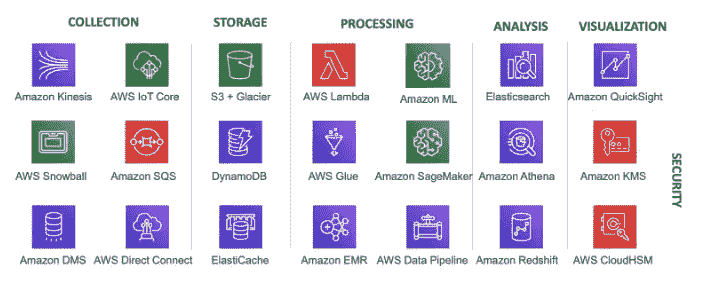 COLLECTION STORAGE PROCESSING ANALYSIS VISUALIZATION
Amazon Kinesis AWS IoT Core S3 + Glacier AWS Lambda Amazon ML Elasticsearch Amazon QuickSight
AWS Snowball Amazon SQS DynamoDB AWS Glue Amazon SageMaker Amazon Athena Amazon KMS
SECURITY
Amazon DMS AWS Direct Connect ElastiCache Amazon EMR AWS Data Pipeline Amazon Redshift AWS CloudHSM